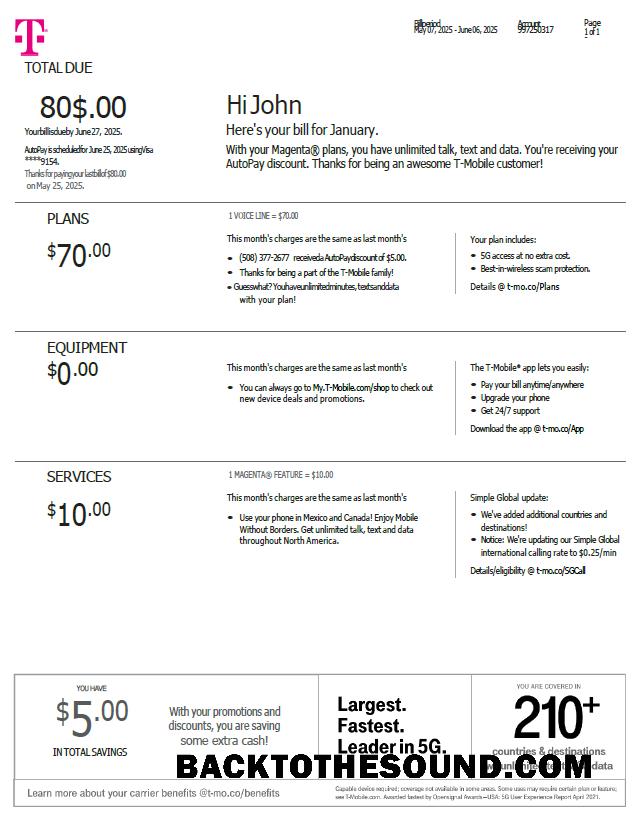 T
Bill period
May 07, 2025 - June 06, 2025
Account
997250317
Page
1 of 1
TOTAL DUE
80$.00
Your bill is due by June 27, 2025.
AutoPay is scheduled for June 25, 2025 using Visa
****9154.
Thanks for paying your last bill of $80.00
on May 25, 2025.
Hi John
Here's your bill for January.
With your Magenta® plans, you have unlimited talk, text and data. You're receiving your
AutoPay discount. Thanks for being an awesome T-Mobile customer!
PLANS
$70.00
1 VOICE LINE = $70.00
This month's charges are the same as last month's
• (508) 377-2677 received a AutoPay discount of $5.00.
• Thanks for being a part of the T-Mobile family!
• Guess what? You have unlimited minutes, texts and data
with your plan!
Your plan includes:
• 5G access at no extra cost.
• Best-in-wireless scam protection.
Details @ t-mo.co/Plans
EQUIPMENT
$0.00
This month's charges are the same as last month's
• You can always go to My.T-Mobile.com/shop to check out
new device deals and promotions.
The T-Mobile® app lets you easily:
• Pay your bill anytime/anywhere
• Upgrade your phone
• Get 24/7 support
Download the app @ t-mo.co/App
SERVICES
$10.00
1 MAGENTA® FEATURE = $10.00
This month's charges are the same as last month's
• Use your phone in Mexico and Canada! Enjoy Mobile
Without Borders. Get unlimited talk, text and data
throughout North America.
Simple Global update:
• We've added additional countries and
destinations!
• Notice: We're updating our Simple Global
international calling rate to $0.25/min
Details/eligibility @ t-mo.co/SGCall
YOU HAVE
$5.00
IN TOTAL SAVINGS
With your promotions and
discounts, you are saving
some extra cash!
Largest.
Fastest.
Leader in 5G.
YOU ARE COVERED IN
210+
countries & destinations
data
BACKTOTHESOUND.COM
Learn more about your carrier benefits @t-mo.co/benefits
Capable device required; coverage not available in some areas. Some uses may require certain plan or feature;
see T-Mobile.com. Awarded fastest by Opensignal Awards—USA: 5G User Experience Report April 2021.